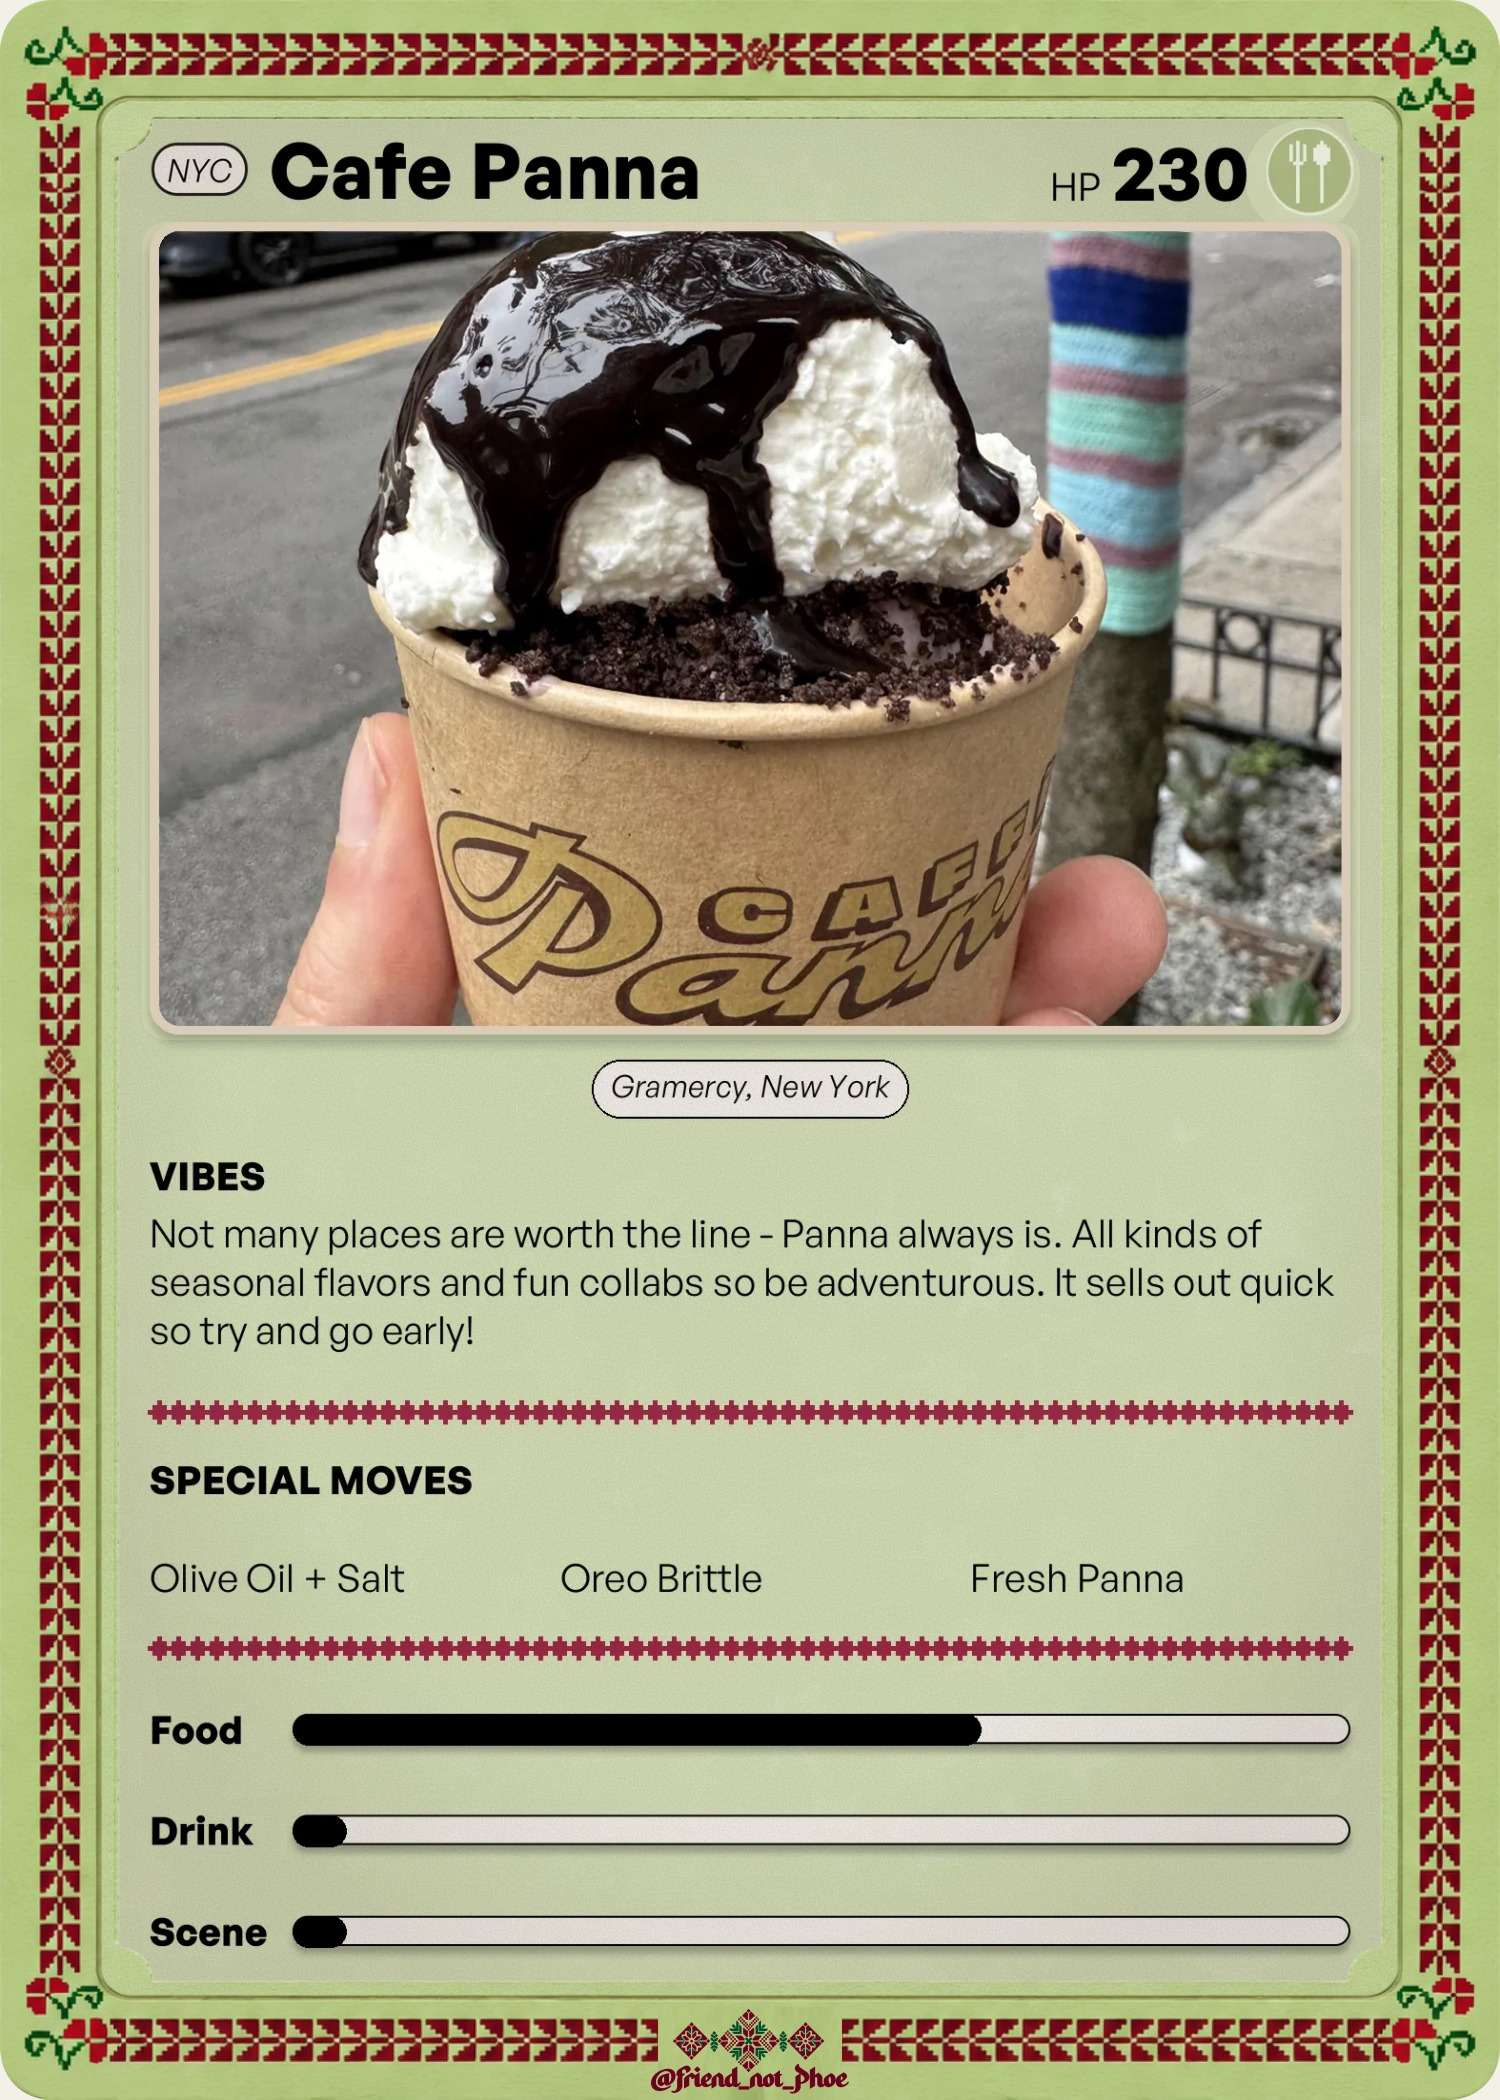 NYC Cafe Panna HP 230
CAFF
Panna
Gramercy, New York
VIBES
Not many places are worth the line - Panna always is. All kinds of
seasonal flavors and fun collabs so be adventurous. It sells out quick
so try and go early!
SPECIAL MOVES
Olive Oil + Salt Oreo Brittle Fresh Panna
Food
Drink
Scene
@friend_not_Phoe